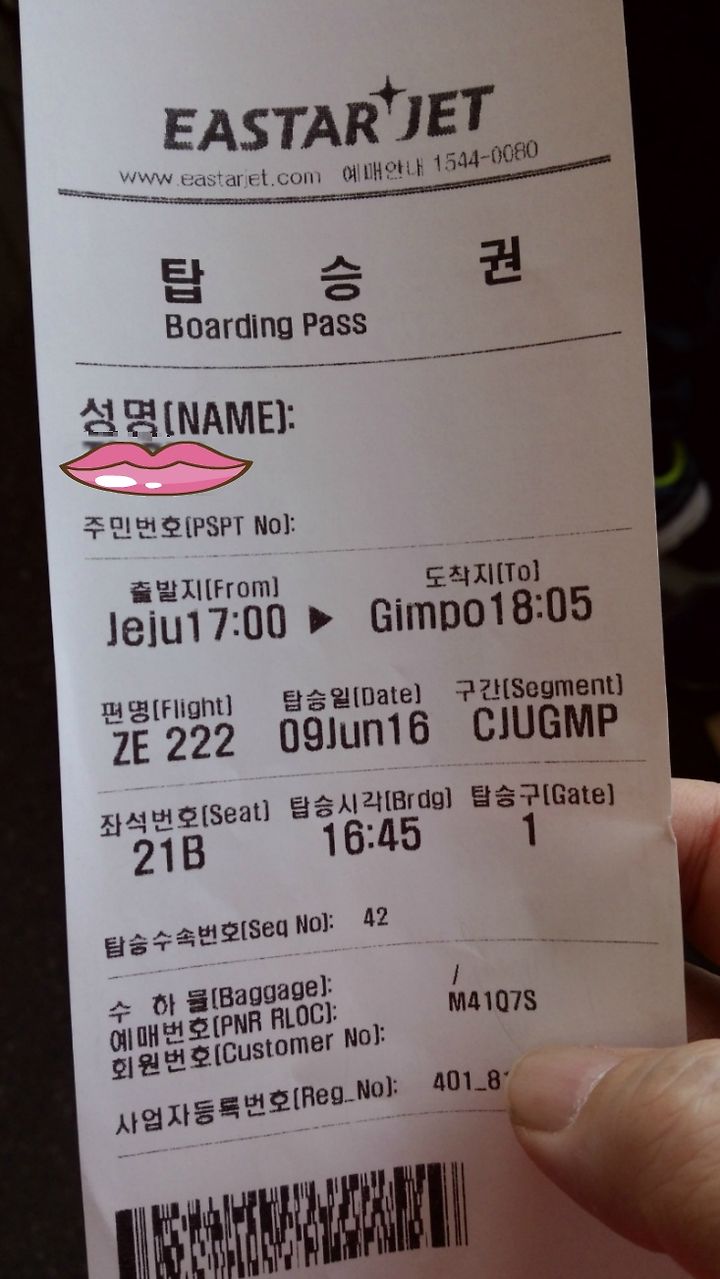 EASTAR JET
www.eastarjet.com 예매안내 1544-0080
탑 승 권
Boarding Pass
성명(NAME):
주민번호(PSPT No):
출발지(From) 도착지(To)
Jeju17:00 ▶ Gimpo18:05
편명(Flight) 탑승일(Date) 구간(Segment)
ZE 222 09Jun16 CJUGMP
좌석번호(Seat) 탑승시각(Brdg) 탑승구(Gate)
21B 16:45 1
탑승수속번호(Seq No): 42
수 하 물(Baggage): /
예매번호(PNR RLOC): M41Q7S
회원번호(Customer No):
사업자등록번호(Reg_No): 401_8